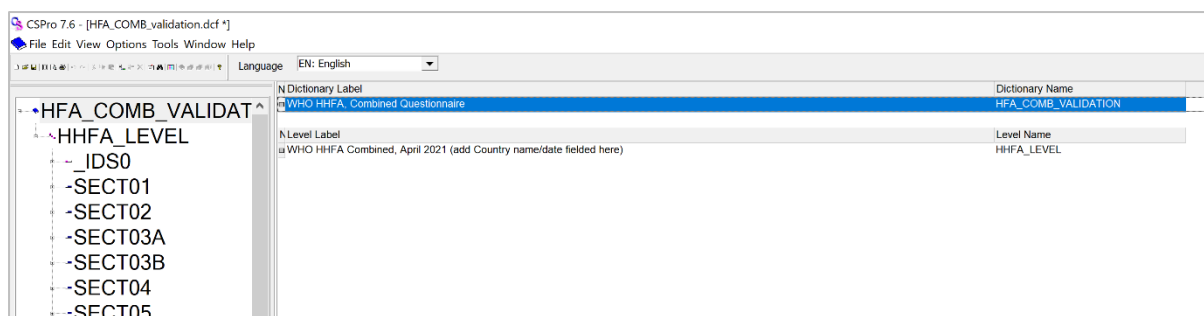 CSPro 7.6 - [HFA_COMB_validation.dcf *]
File Edit View Options Tools Window Help
Language EN: English
N Dictionary Label Dictionary Name
WHO HHFA, Combined Questionnaire HFA_COMB_VALIDATION
N Level Label Level Name
WHO HHFA Combined, April 2021 (add Country name/date fielded here) HHFA_LEVEL
HFA_COMB_VALIDAT
HHFA_LEVEL
_IDS0
SECT01
SECT02
SECT03A
SECT03B
SECT04
SECT05